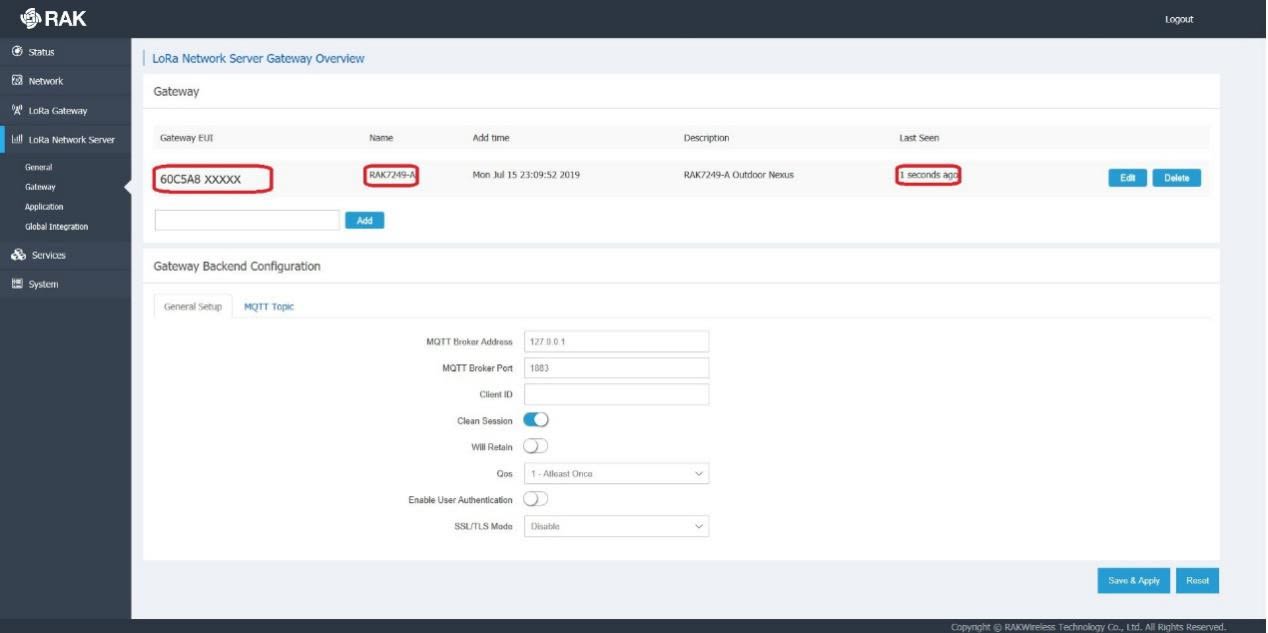 RAK
Logout
Status
Network
LoRa Gateway
LoRa Network Server
General
Gateway
Application
Global Integration
Services
System
LoRa Network Server Gateway Overview
Gateway
Gateway EUI Name Add time Description Last Seen
60C5A8 XXXXX RAK7249-A Mon Jul 15 23:09:52 2019 RAK7249-A Outdoor Nexus 1 seconds ago Edit Delete
Add
Gateway Backend Configuration
General Setup MQTT Topic
MQTT Broker Address 127.0.0.1
MQTT Broker Port 1883
Client ID
Clean Session
Will Retain
Qos 1 - Atleast Once
Enable User Authentication
SSL/TLS Mode Disable
Save & Apply Reset
Copyright © RAKWireless Technology Co., Ltd. All Rights Reserved.